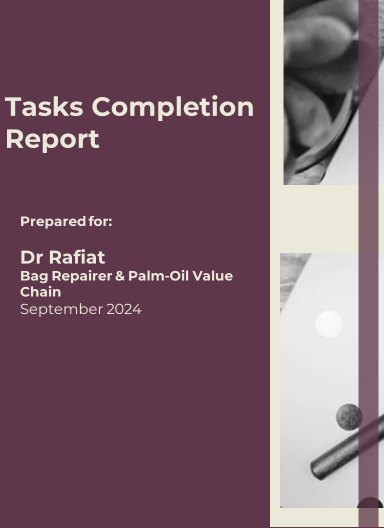 Tasks Completion
Report
Prepared for:
Dr Rafiat
Bag Repairer & Palm-Oil Value
Chain
September 2024